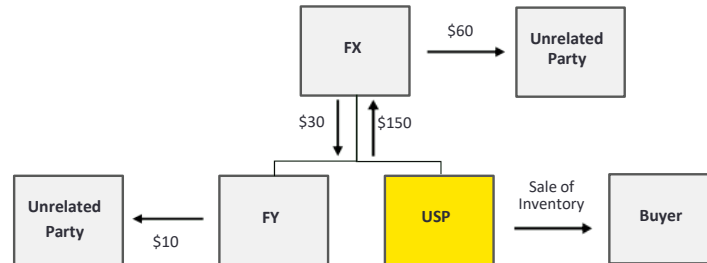 FX
$60
Unrelated
Party
$30
$150
Unrelated
Party
$10
FY
USP
Sale of
Inventory
Buyer